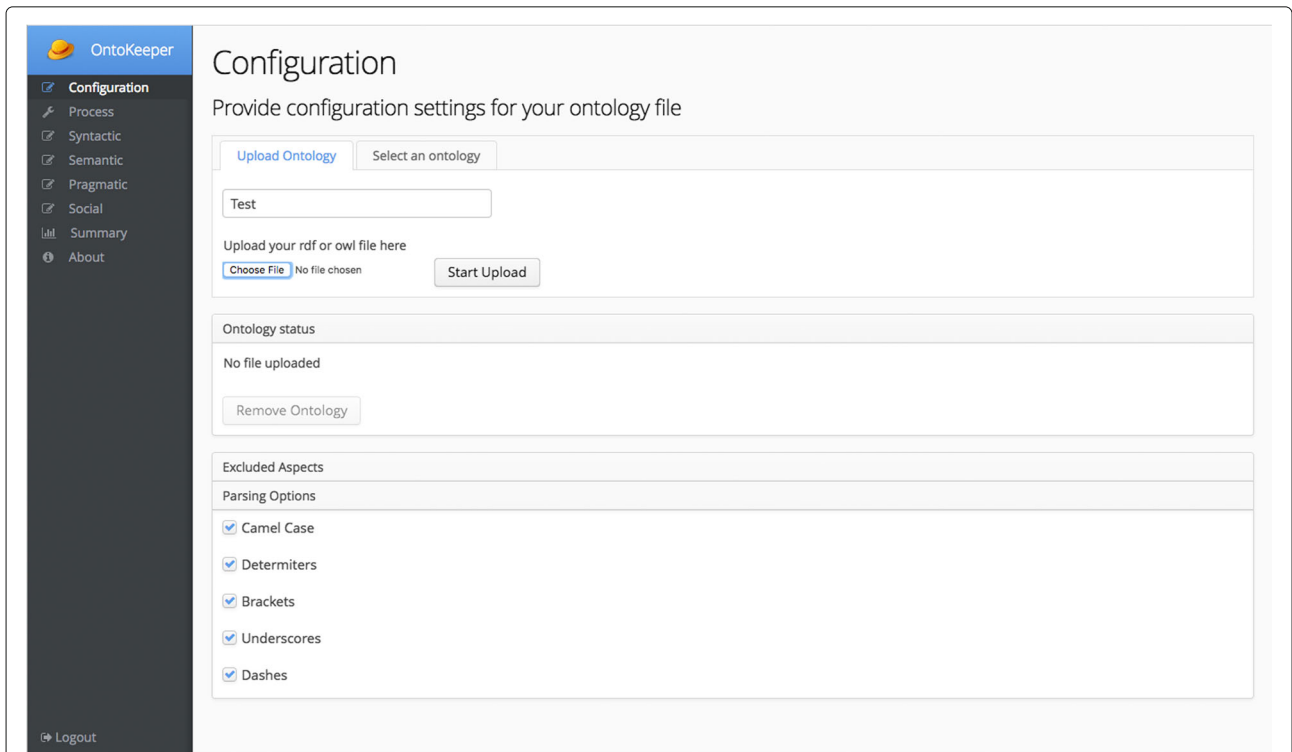 OntoKeeper
Configuration
Process
Syntactic
Semantic
Pragmatic
Social
Summary
About
Logout
Configuration
Provide configuration settings for your ontology file
Upload Ontology
Select an ontology
Test
Upload your rdf or owl file here
Choose File No file chosen
Start Upload
Ontology status
No file uploaded
Remove Ontology
Excluded Aspects
Parsing Options
Camel Case
Determiters
Brackets
Underscores
Dashes